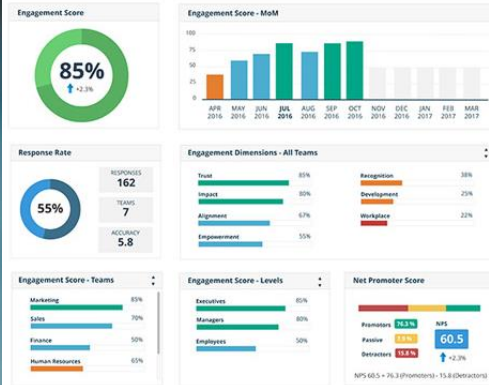 Engagement Score
85%
+2.3%
Engagement Score - MoM
100
75
50
25
0
APR 2016
MAY 2016
JUN 2016
JUL 2016
AUG 2016
SEP 2016
OCT 2016
NOV 2016
DEC 2016
JAN 2017
FEB 2017
MAR 2017
Response Rate
55%
RESPONSES
162
TEAMS
7
ACCURACY
5.8
Engagement Dimensions - All Teams
Trust 85%
Impact 80%
Alignment 67%
Empowerment 55%
Recognition 38%
Development 25%
Workplace 22%
Engagement Score - Teams
Marketing 85%
Sales 70%
Finance 50%
Human Resources 65%
Engagement Score - Levels
Executives 85%
Managers 80%
Employees 50%
Net Promoter Score
Promoters 76.3 %
Passive
Detractors 15.8 %
NPS
60.5
+2.3%
NPS 60.5 = 76.3 (Promoters) - 15.8 (Detractors)